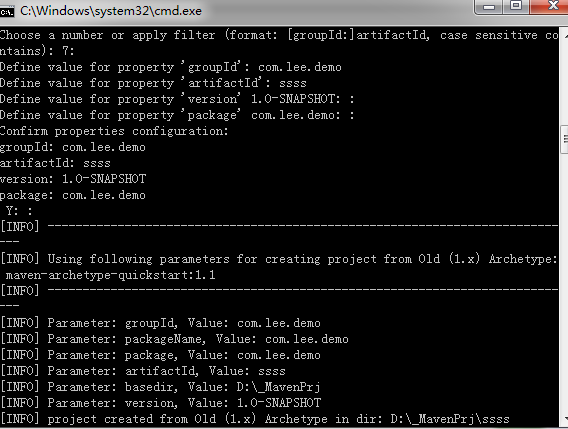 C:\Windows\system32\cmd.exe
Choose a number or apply filter (format: [groupId:]artifactId, case sensitive co
ntains): 7:
Define value for property 'groupId': com.lee.demo
Define value for property 'artifactId': ssss
Define value for property 'version' 1.0-SNAPSHOT: :
Define value for property 'package' com.lee.demo: :
Confirm properties configuration:
groupId: com.lee.demo
artifactId: ssss
version: 1.0-SNAPSHOT
package: com.lee.demo
 Y: :
[INFO] -------------------------------------------------------------------------
---
[INFO] Using following parameters for creating project from Old (1.x) Archetype:
 maven-archetype-quickstart:1.1
[INFO] -------------------------------------------------------------------------
---
[INFO] Parameter: groupId, Value: com.lee.demo
[INFO] Parameter: packageName, Value: com.lee.demo
[INFO] Parameter: package, Value: com.lee.demo
[INFO] Parameter: artifactId, Value: ssss
[INFO] Parameter: basedir, Value: D:\_MavenPrj
[INFO] Parameter: version, Value: 1.0-SNAPSHOT
[INFO] project created from Old (1.x) Archetype in dir: D:\_MavenPrj\ssss